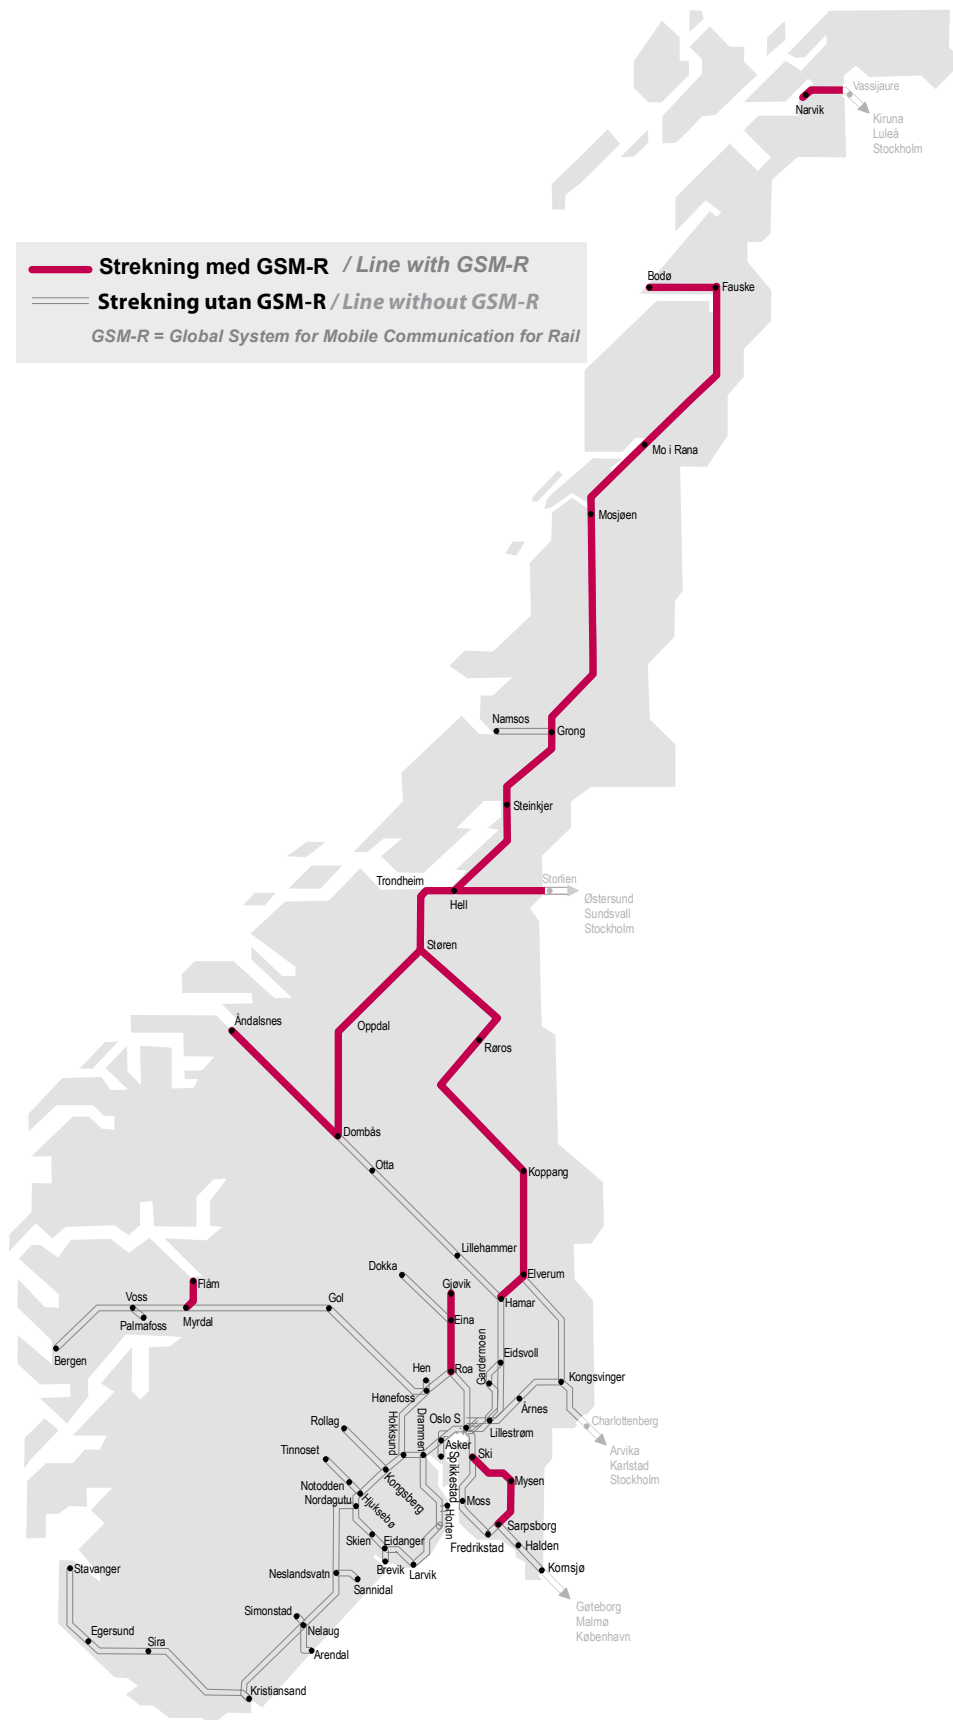 Vassijaure
Narvik
Kiruna
Luleå
Stockholm
Strekning med GSM-R / Line with GSM-R
Strekning utan GSM-R / Line without GSM-R
GSM-R = Global System for Mobile Communication for Rail
Bodø
Fauske
Mo i Rana
Mosjøen
Namsos
Grong
Steinkjer
Trondheim
Storlien
Hell
Østersund
Sundsvall
Stockholm
Støren
Åndalsnes
Oppdal
Røros
Dombås
Otta
Koppang
Lillehammer
Dokka
Elverum
Flåm
Gjøvik
Voss
Gol
Hamar
Palmafoss
Myrdal
Eina
Gardermoen
Bergen
Eidsvoll
Hen
Roa
Kongsvinger
Hønefoss
Årnes
Rollag
Hokksund
Drammen
Oslo S
Lillestrøm
Charlottenberg
Asker
Arvika
Karlstad
Stockholm
Tinnoset
Spikkestad
Ski
Notodden
Kongsberg
Mysen
Nordagutu
Hjuksebø
Horten
Moss
Sarpsborg
Skien
Eidanger
Fredrikstad
Halden
Stavanger
Brevik
Larvik
Kornsjø
Neslandsvatn
Sannidal
Gøteborg
Malmø
København
Simonstad
Nelaug
Egersund
Sira
Arendal
Kristiansand